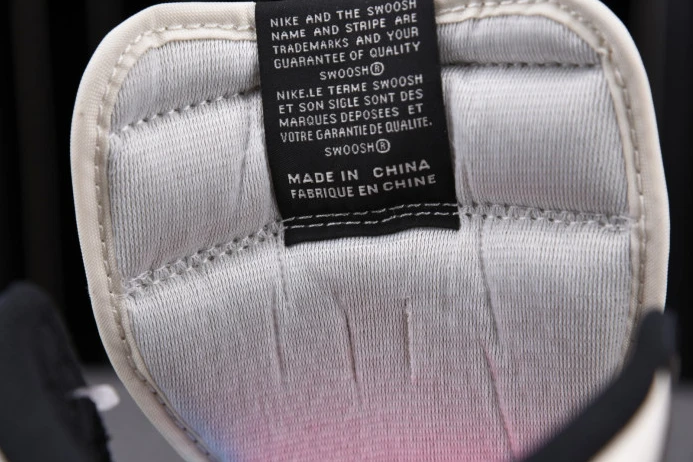 NIKE AND THE SWOOSH
NAME AND STRIPE ARE
TRADEMARKS AND YOUR
GUARANTEE OF QUALITY
SWOOSH®
NIKE.LE TERME SWOOSH
ET SON SIGLE SONT DES
MARQUES DEPOSEES ET
VOTRE GARANTIE DE QUALITE.
SWOOSH®
MADE IN CHINA
FABRIQUE EN CHINE